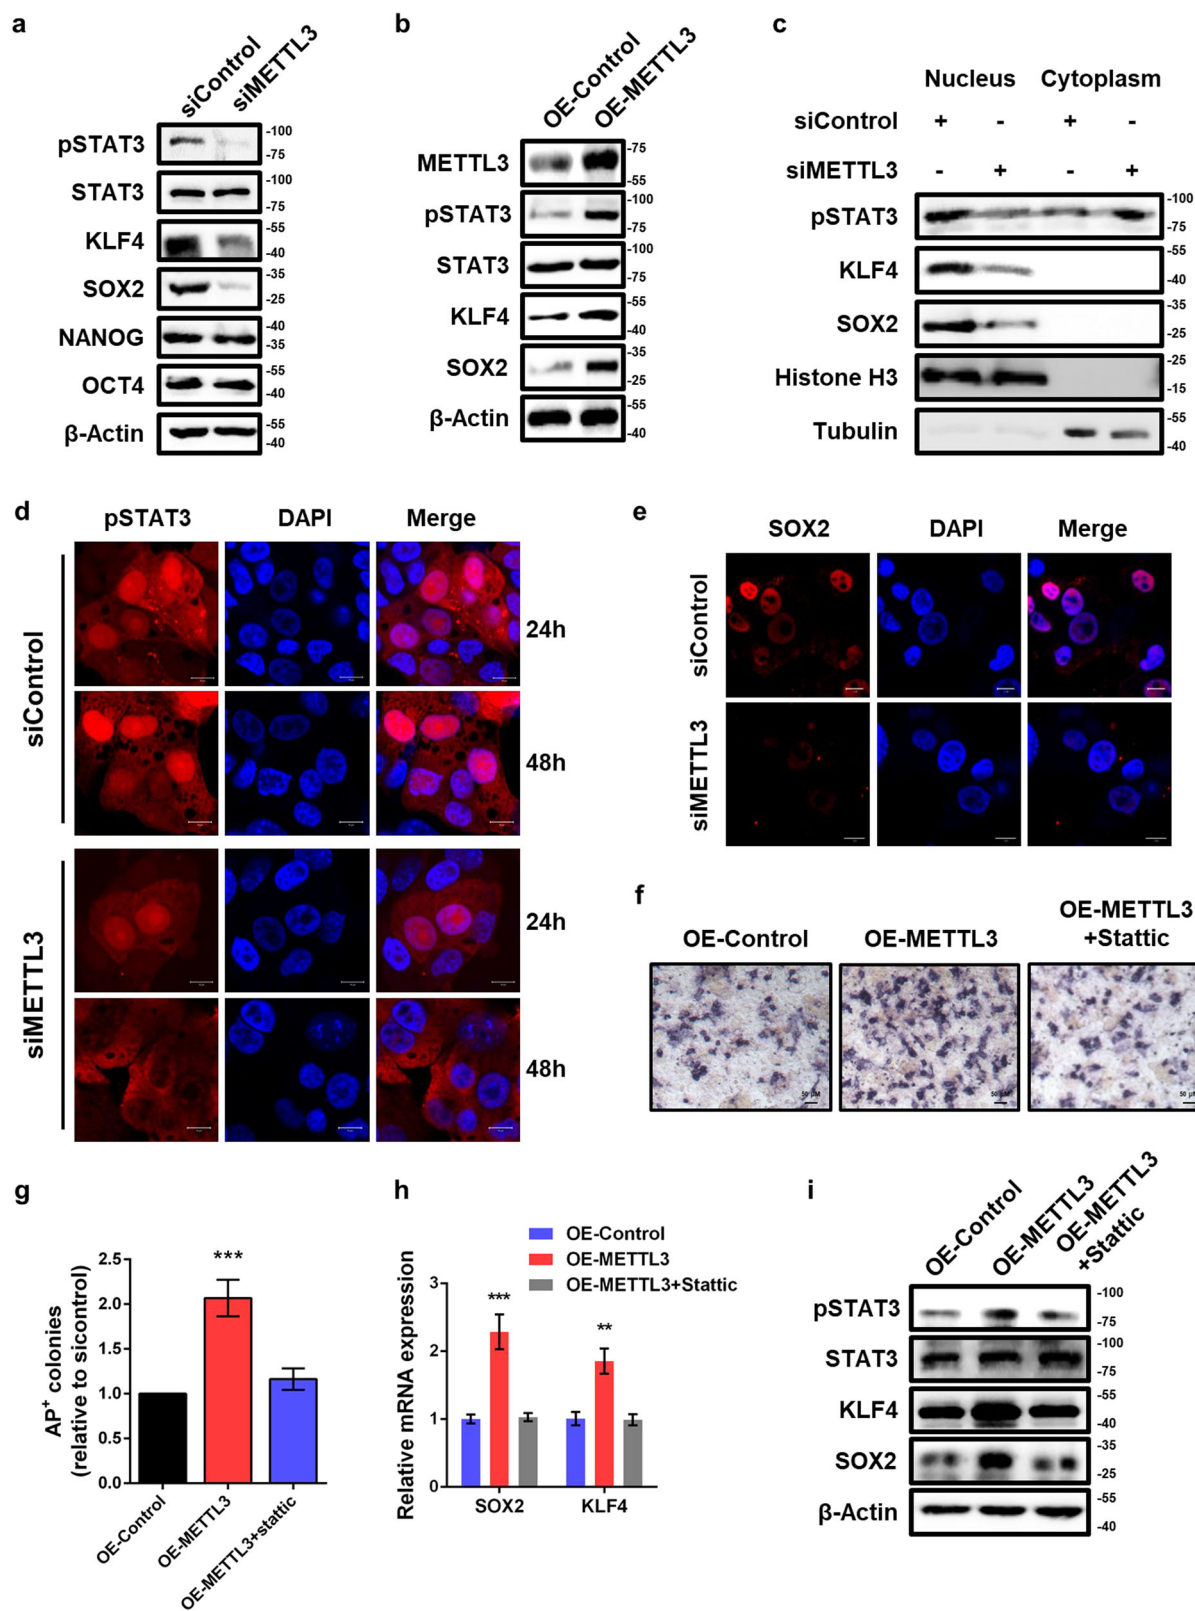 a
siControl
siMETTL3
pSTAT3
-100
-75
STAT3
-100
-75
KLF4
-55
-40
SOX2
-35
-25
NANOG
-40
-35
OCT4
-55
-40
β-Actin
-55
-40
b
OE-Control
OE-METTL3
METTL3
-75
-55
pSTAT3
-100
-75
STAT3
-100
-75
KLF4
-55
-40
SOX2
-35
-25
β-Actin
-55
-40
c
Nucleus Cytoplasm
siControl + - + -
siMETTL3 - + - +
pSTAT3
-100
-75
KLF4
-55
-40
SOX2
-35
-25
Histone H3
-25
-15
Tubulin
-55
-40
d
pSTAT3 DAPI Merge
siControl
24h
48h
siMETTL3
24h
48h
e
SOX2 DAPI Merge
siControl
siMETTL3
f
OE-Control
OE-METTL3
OE-METTL3
+Stattic
50 μM
50 μM
50 μ
g
AP+ colonies
(relative to sicontrol)
2.5
2.0
1.5
1.0
0.5
0.0
***
OE-Control
OE-METTL3
OE-METTL3+stattic
h
OE-Control
OE-METTL3
OE-METTL3+Stattic
Relative mRNA expression
3
2
1
0
***
**
SOX2 KLF4
i
OE-Control
OE-METTL3
OE-METTL3
+Stattic
pSTAT3
-100
-75
STAT3
-100
-75
KLF4
-55
-40
SOX2
-35
-25
β-Actin
-55
-40